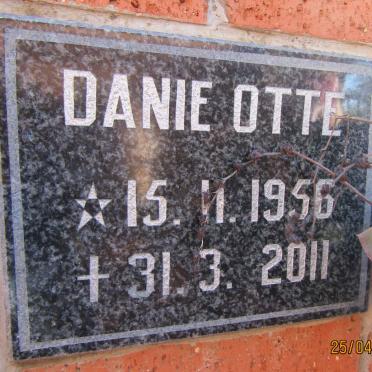 DANIE OTTE
☆ 15. 11. 1956
† 31. 3. 2011
25/04